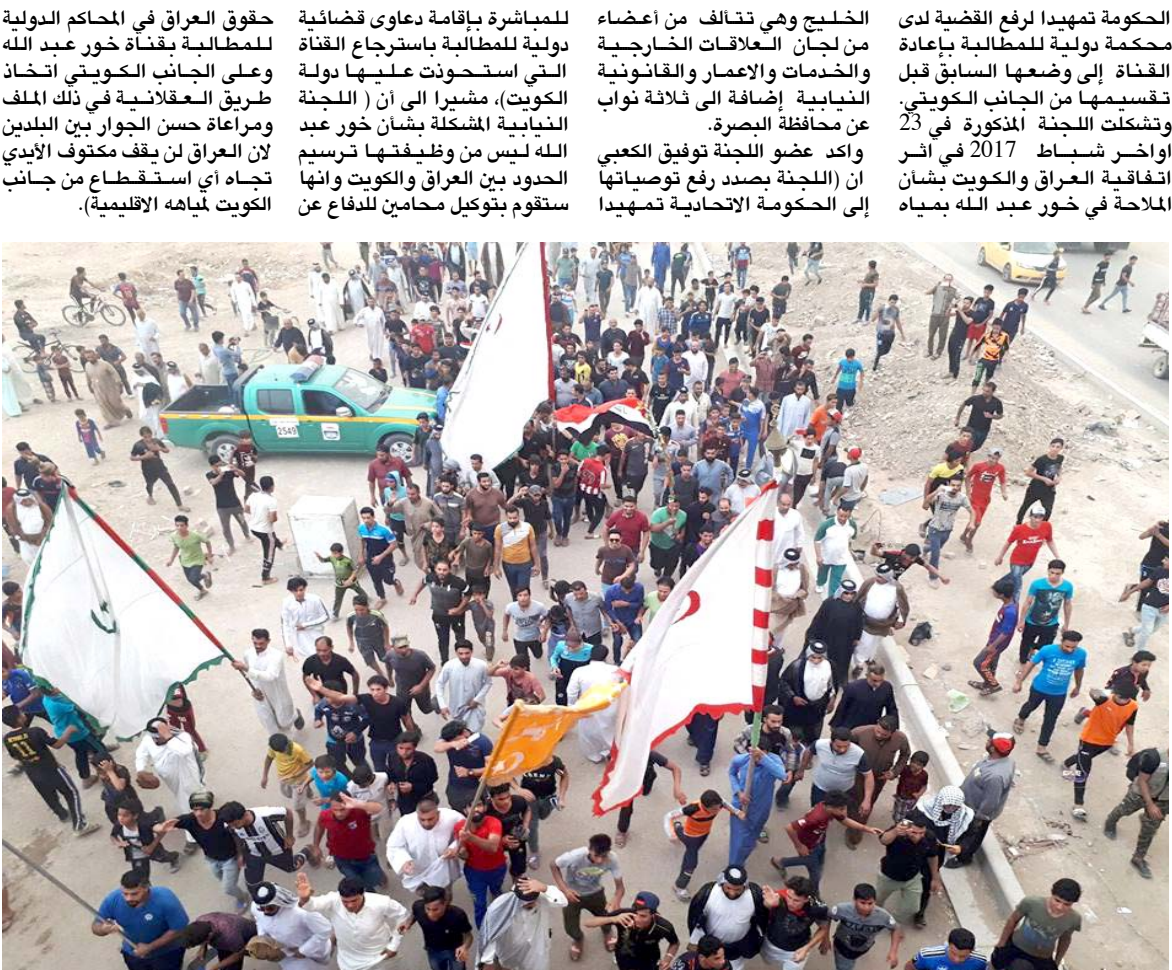 الحكومة تمهيدا لرفع القضية لدى
محكمة دولية للمطالبة بإعادة
القناة إلى وضعها السابق قبل
تقسيمها من الجانب الكويتي.
وتشكلت اللجنة المذكورة في 23
اواخر شباط 2017 في اثر
اتفاقية العراق والكويت بشأن
الملاحة في خور عبد الله بمياه
الخليج وهي تتألف من أعضاء
من لجان العلاقات الخارجية
والخدمات والاعمار والقانونية
النيابية إضافة الى ثلاثة نواب
عن محافظة البصرة.
واكد عضو اللجنة توفيق الكعبي
ان (اللجنة بصدد رفع توصياتها
إلى الحكومة الاتحادية تمهيدا
للمباشرة بإقامة دعاوى قضائية
دولية للمطالبة باسترجاع القناة
التي استحوذت عليها دولة
الكويت)، مشيرا الى أن ( اللجنة
النيابية المشكلة بشأن خور عبد
الله ليس من وظيفتها ترسيم
الحدود بين العراق والكويت وانها
ستقوم بتوكيل محامين للدفاع عن
حقوق العراق في المحاكم الدولية
للمطالبة بقناة خور عبد الله
وعلى الجانب الكويتي اتخاذ
طريق العقلانية في ذلك الملف
ومراعاة حسن الجوار بين البلدين
لان العراق لن يقف مكتوف الأيدي
تجاه أي استقطاع من جانب
الكويت لمياهه الاقليمية).
2549
11